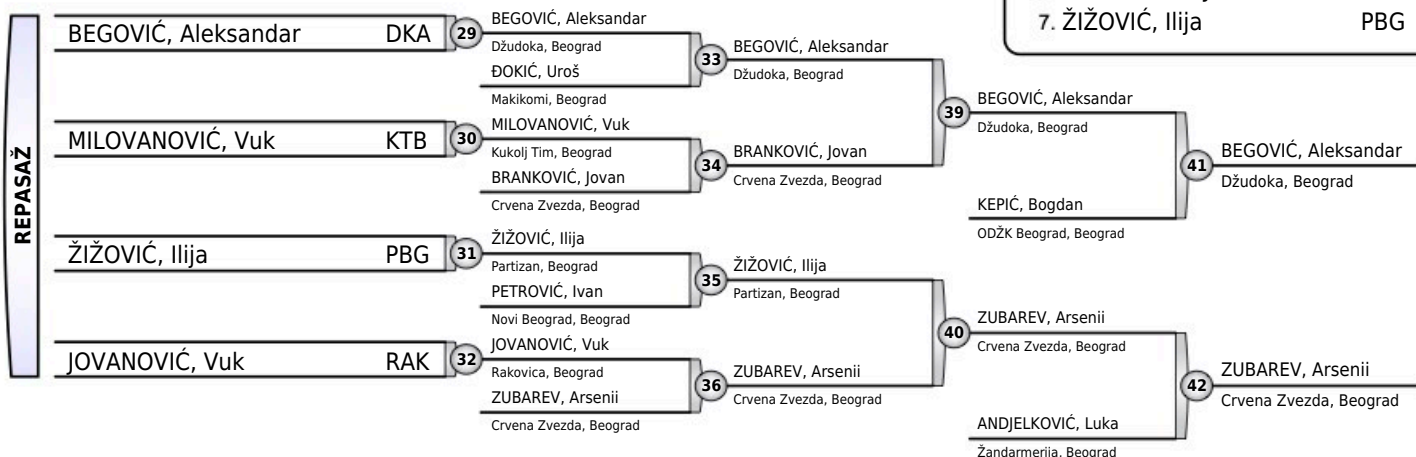 7. ŽIŽOVIĆ, Ilija PBG
REPASAŽ
BEGOVIĆ, Aleksandar DKA
MILOVANOVIĆ, Vuk KTB
ŽIŽOVIĆ, Ilija PBG
JOVANOVIĆ, Vuk RAK
29
BEGOVIĆ, Aleksandar
Džudoka, Beograd
ĐOKIĆ, Uroš
Makikomi, Beograd
30
MILOVANOVIĆ, Vuk
Kukolj Tim, Beograd
BRANKOVIĆ, Jovan
Crvena Zvezda, Beograd
31
ŽIŽOVIĆ, Ilija
Partizan, Beograd
PETROVIĆ, Ivan
Novi Beograd, Beograd
32
JOVANOVIĆ, Vuk
Rakovica, Beograd
ZUBAREV, Arsenii
Crvena Zvezda, Beograd
33
BEGOVIĆ, Aleksandar
Džudoka, Beograd
34
BRANKOVIĆ, Jovan
Crvena Zvezda, Beograd
35
ŽIŽOVIĆ, Ilija
Partizan, Beograd
36
ZUBAREV, Arsenii
Crvena Zvezda, Beograd
39
BEGOVIĆ, Aleksandar
Džudoka, Beograd
KEPIĆ, Bogdan
ODŽK Beograd, Beograd
40
ZUBAREV, Arsenii
Crvena Zvezda, Beograd
ANDJELKOVIĆ, Luka
Žandarmerija, Beograd
41
BEGOVIĆ, Aleksandar
Džudoka, Beograd
42
ZUBAREV, Arsenii
Crvena Zvezda, Beograd